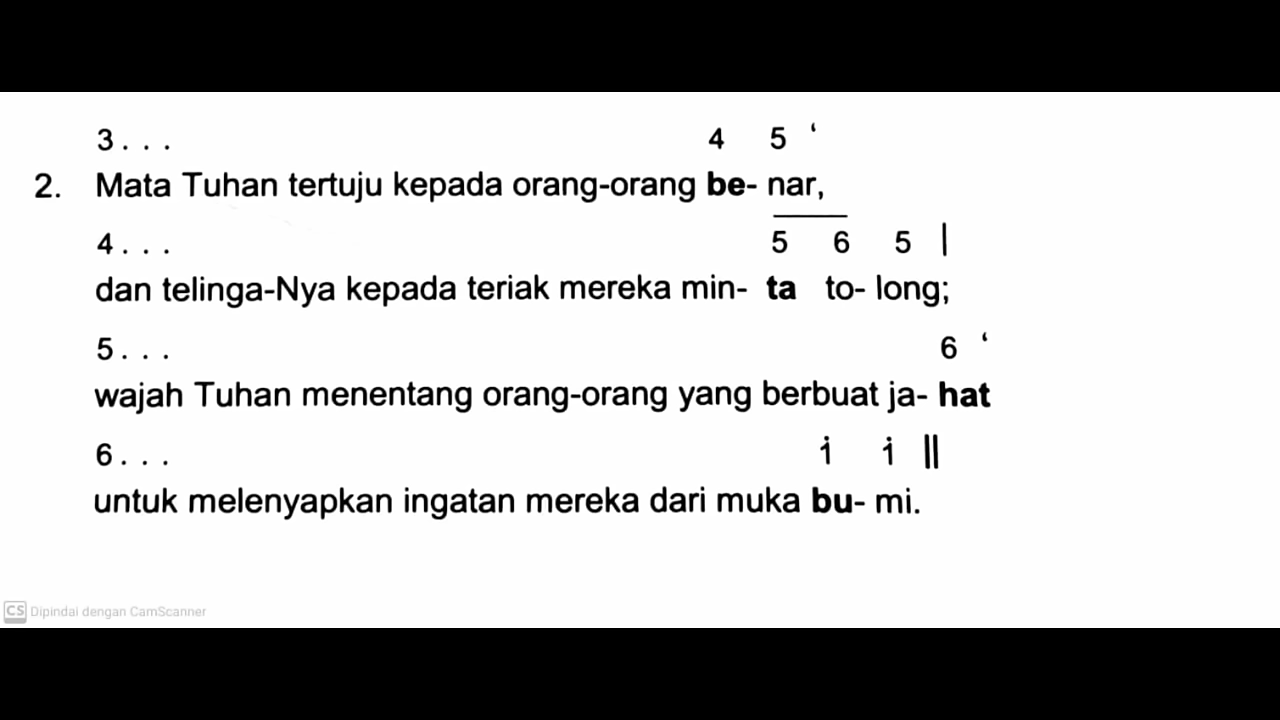 3 . . . 4 5 ‘
2. Mata Tuhan tertuju kepada orang-orang be- nar,
4 . . . 5 6 5 |
dan telinga-Nya kepada teriak mereka min- ta to- long;
5 . . . 6 ‘
wajah Tuhan menentang orang-orang yang berbuat ja- hat
6 . . . i i ||
untuk melenyapkan ingatan mereka dari muka bu- mi.
CS Dipindai dengan CamScanner